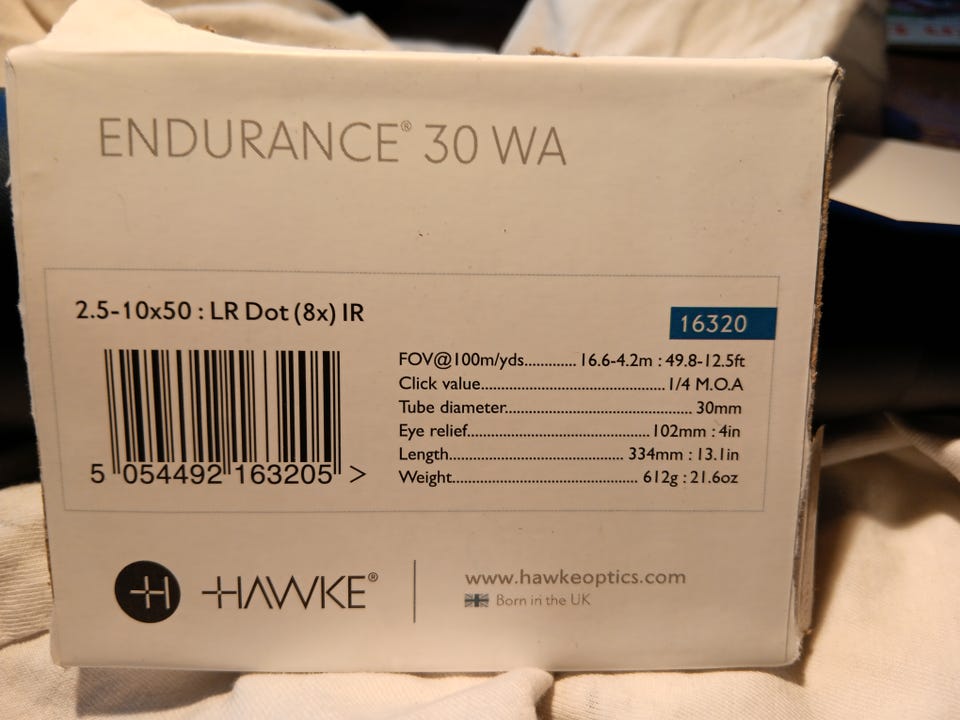 ENDURANCE® 30 WA
2.5-10x50 : LR Dot (8x) IR
16320
FOV@100m/yds............ 16.6-4.2m : 49.8-12.5ft
Click value........................................ 1/4 M.O.A
Tube diameter........................................ 30mm
Eye relief........................................ 102mm : 4in
Length...................................... 334mm : 13.1in
Weight........................................ 612g : 21.6oz
5 054492 163205 >
HAWKE®
www.hawkeoptics.com
Born in the UK